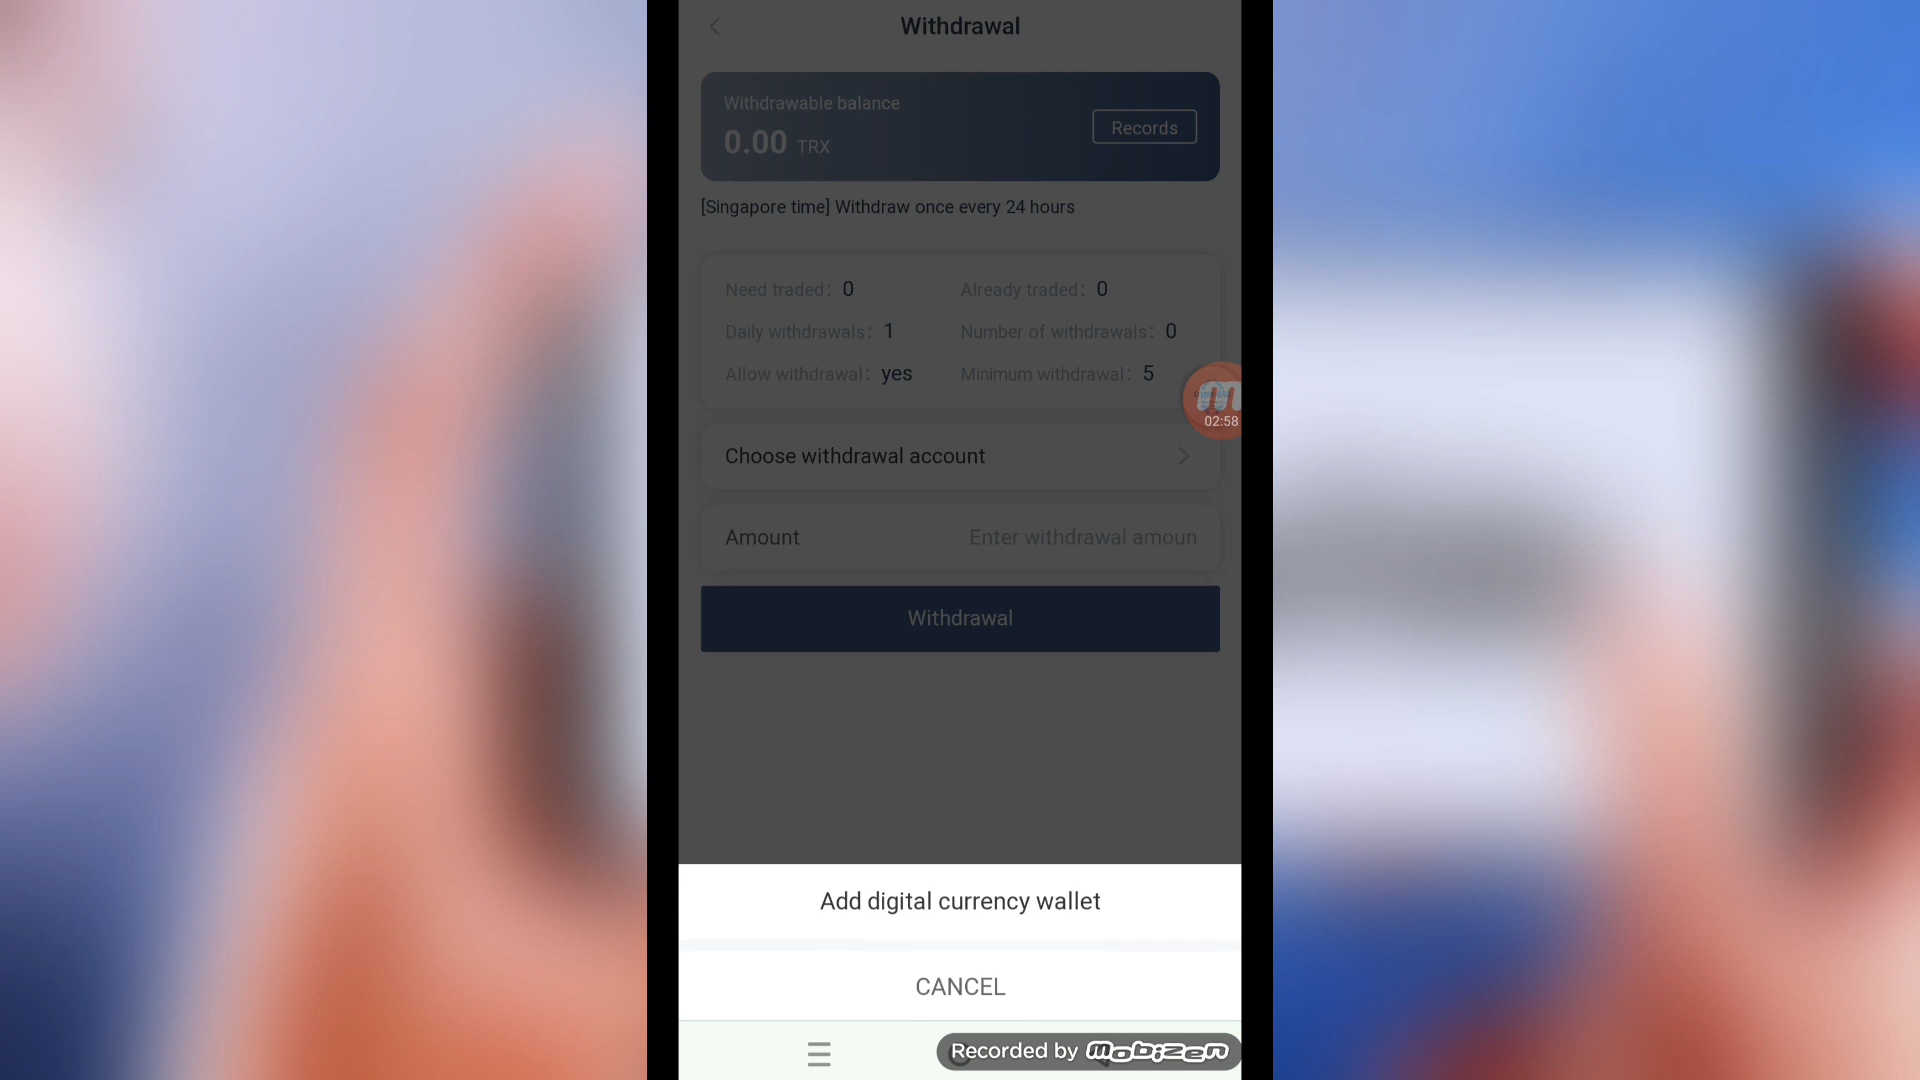 Withdrawal
Withdrawable balance
0.00 TRX
Records
[Singapore time] Withdraw once every 24 hours
Need traded: 0
Already traded: 0
Daily withdrawals: 1
Number of withdrawals: 0
Allow withdrawal: yes
Minimum withdrawal: 5
02:58
Choose withdrawal account
Amount
Enter withdrawal amoun
Withdrawal
Add digital currency wallet
CANCEL
Recorded by mobizen